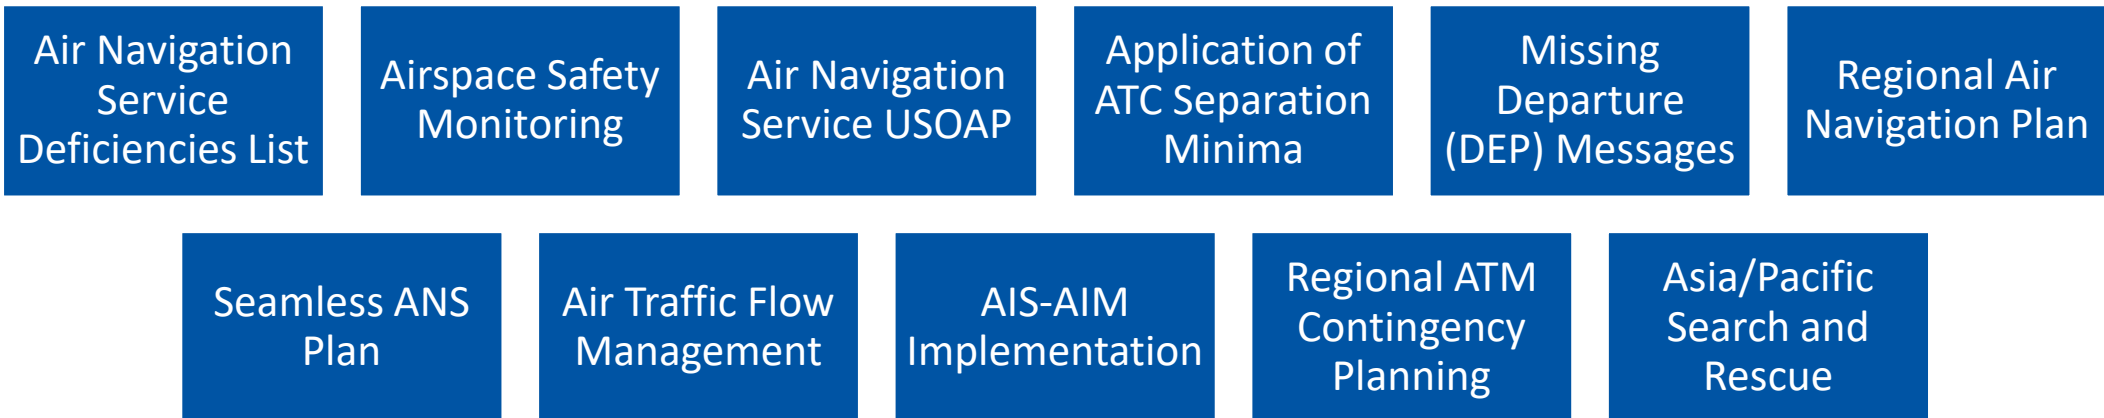 Air Navigation
Service
Deficiencies List
Airspace Safety
Monitoring
Air Navigation
Service USOAP
Application of
ATC Separation
Minima
Missing
Departure
(DEP) Messages
Regional Air
Navigation Plan
Seamless ANS
Plan
Air Traffic Flow
Management
AIS-AIM
Implementation
Regional ATM
Contingency
Planning
Asia/Pacific
Search and
Rescue